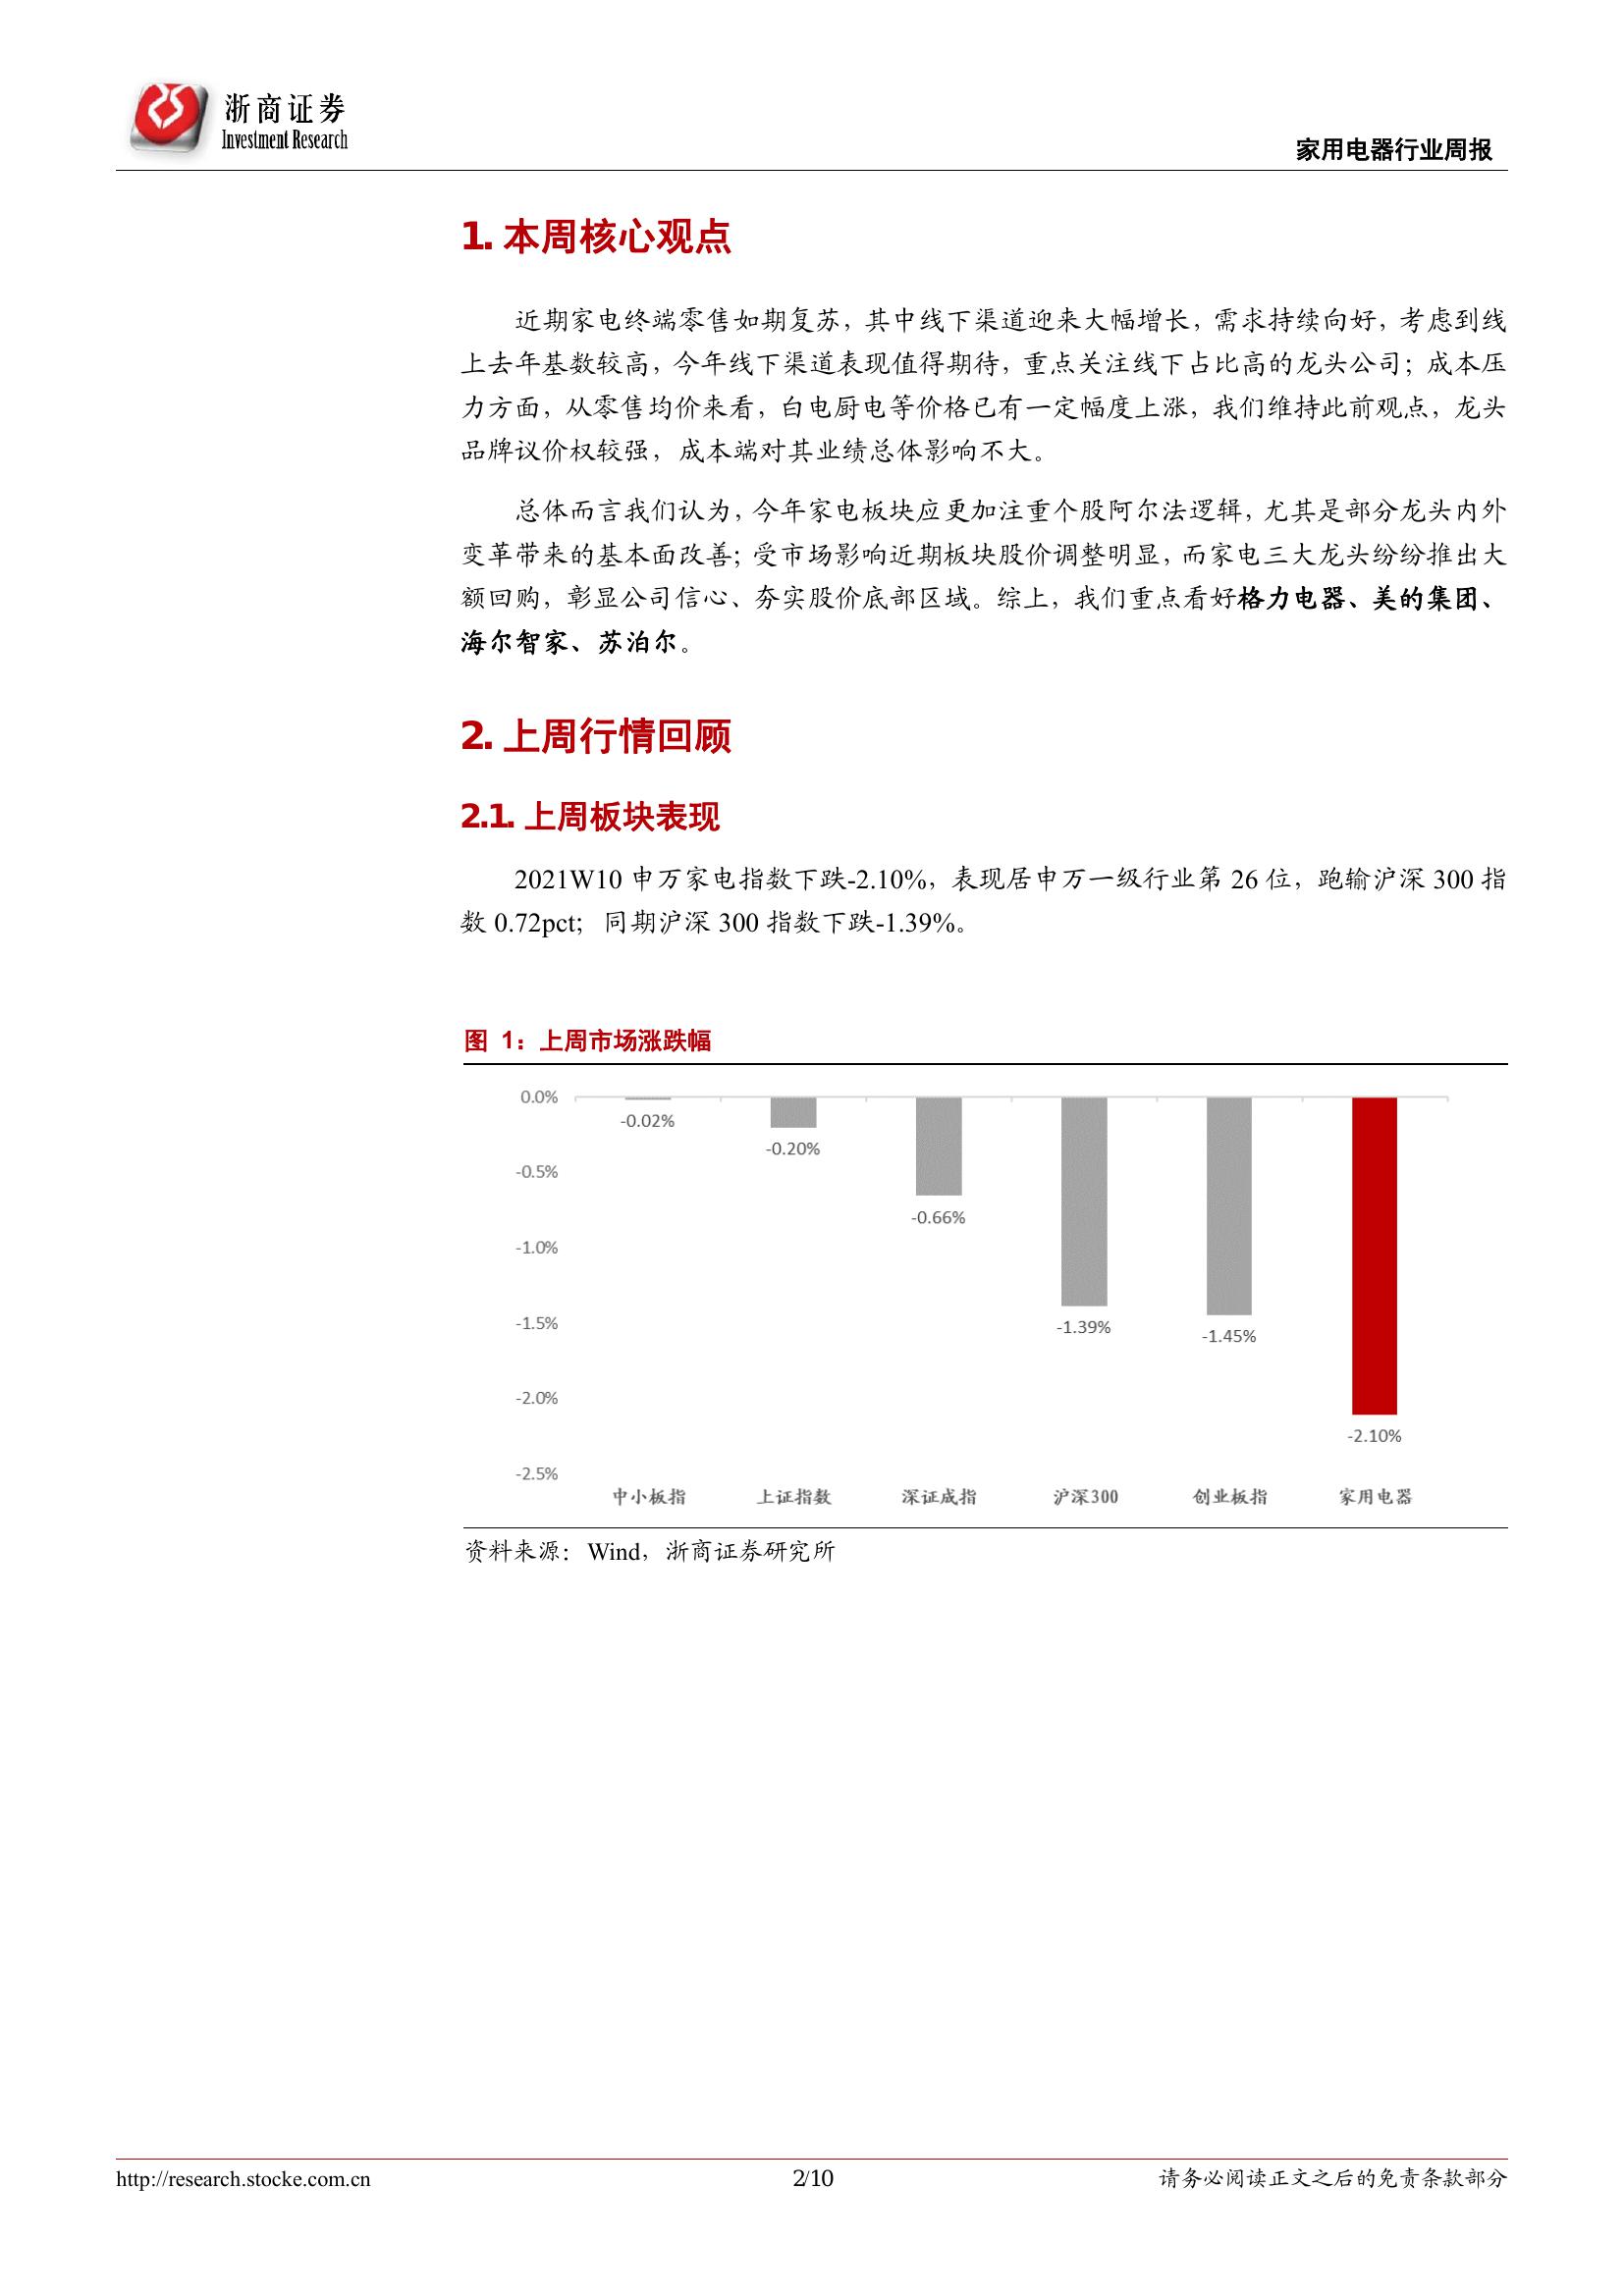 浙商证券
Investment Research
家用电器行业周报
1. 本周核心观点
近期家电终端零售如期复苏，其中线下渠道迎来大幅增长，需求持续向好，考虑到线
上去年基数较高，今年线下渠道表现值得期待，重点关注线下占比高的龙头公司；成本压
力方面，从零售均价来看，白电厨电等价格已有一定幅度上涨，我们维持此前观点，龙头
品牌议价权较强，成本端对其业绩总体影响不大。
总体而言我们认为，今年家电板块应更加注重个股阿尔法逻辑，尤其是部分龙头内外
变革带来的基本面改善；受市场影响近期板块股价调整明显，而家电三大龙头纷纷推出大
额回购，彰显公司信心、夯实股价底部区域。综上，我们重点看好格力电器、美的集团、
海尔智家、苏泊尔。
2. 上周行情回顾
2.1. 上周板块表现
2021W10 申万家电指数下跌-2.10%，表现居申万一级行业第 26 位，跑输沪深 300 指
数 0.72pct；同期沪深 300 指数下跌-1.39%。
图 1：上周市场涨跌幅
0.0%
-0.5%
-1.0%
-1.5%
-2.0%
-2.5%
-0.02%
-0.20%
-0.66%
-1.39%
-1.45%
-2.10%
中小板指 上证指数 深证成指 沪深300 创业板指 家用电器
资料来源：Wind，浙商证券研究所
http://research.stocke.com.cn 2/10 请务必阅读正文之后的免责条款部分